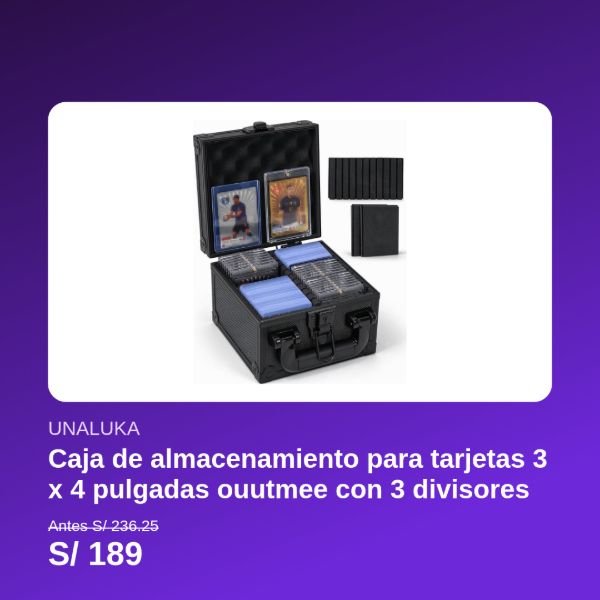 UNALUKA
Caja de almacenamiento para tarjetas 3
x 4 pulgadas ouutmee con 3 divisores
Antes S/ 236.25
S/ 189